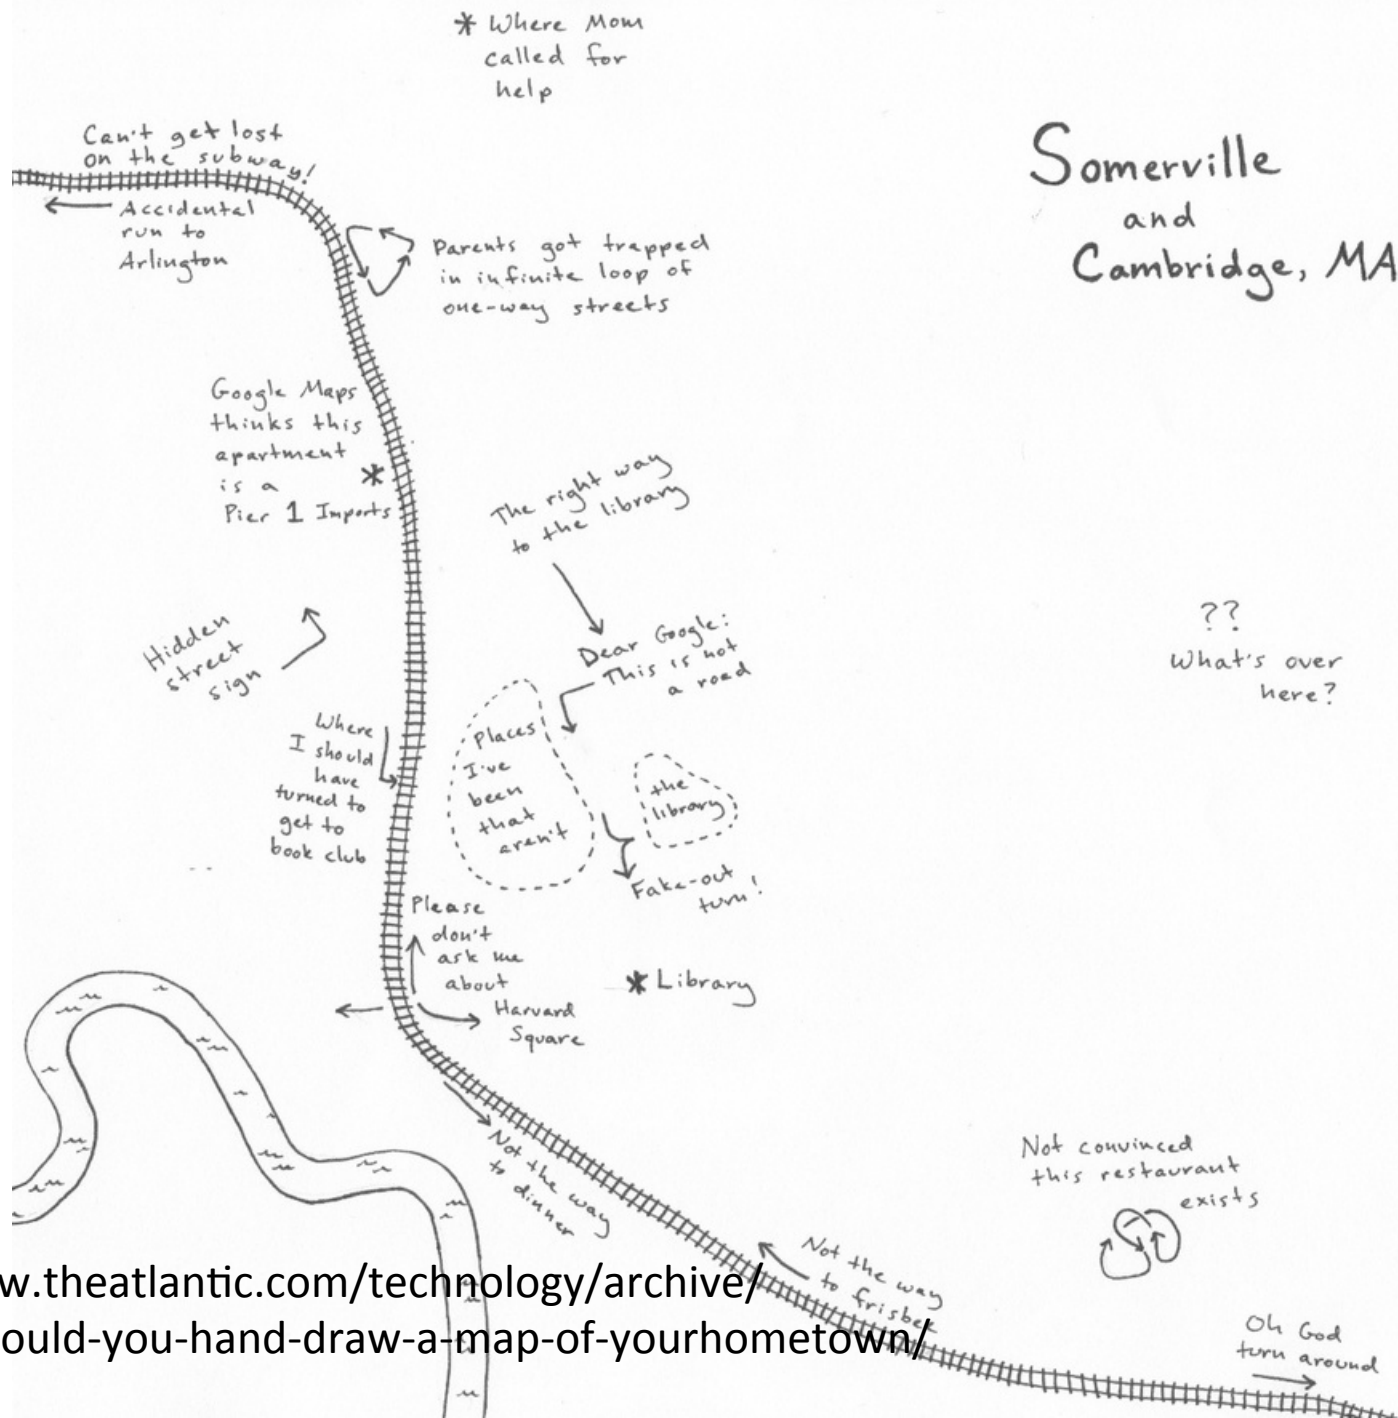 * Where Mom
called for
help
Somerville
and
Cambridge, MA
Can't get lost
on the subway!
Accidental
run to
Arlington
Parents got trapped
in infinite loop of
one-way streets
Google Maps
thinks this
apartment
is a
Pier 1 Imports
*
The right way
to the library
Hidden
street
sign
Dear Google:
This is not
a road
??
What's over
here?
Where
I should
have
turned to
get to
book club
Places
I've
been
that
aren't
the
library
Fake-out
turn!
Please
don't
ask me
about
Harvard
Square
* Library
Not the way
to dinner
Not convinced
this restaurant
exists
Not the way
to frisbee
Oh God
turn around
w.theatlantic.com/technology/archive/
ould-you-hand-draw-a-map-of-yourhometown/